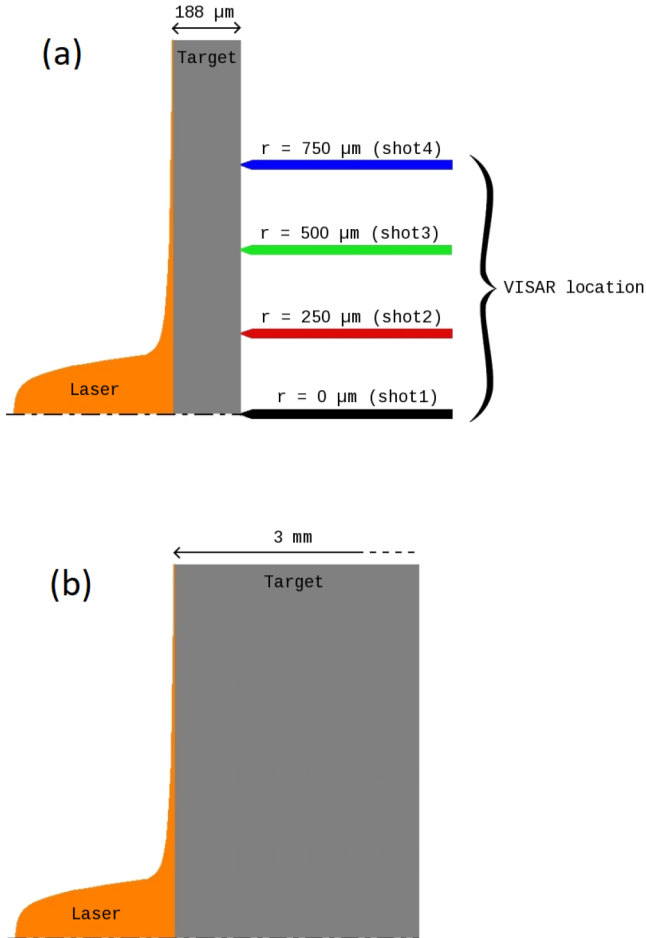 188 µm
(a)
Target
r = 750 µm (shot4)
r = 500 µm (shot3)
VISAR location
r = 250 µm (shot2)
Laser
r = 0 µm (shot1)
3 mm
(b)
Target
Laser